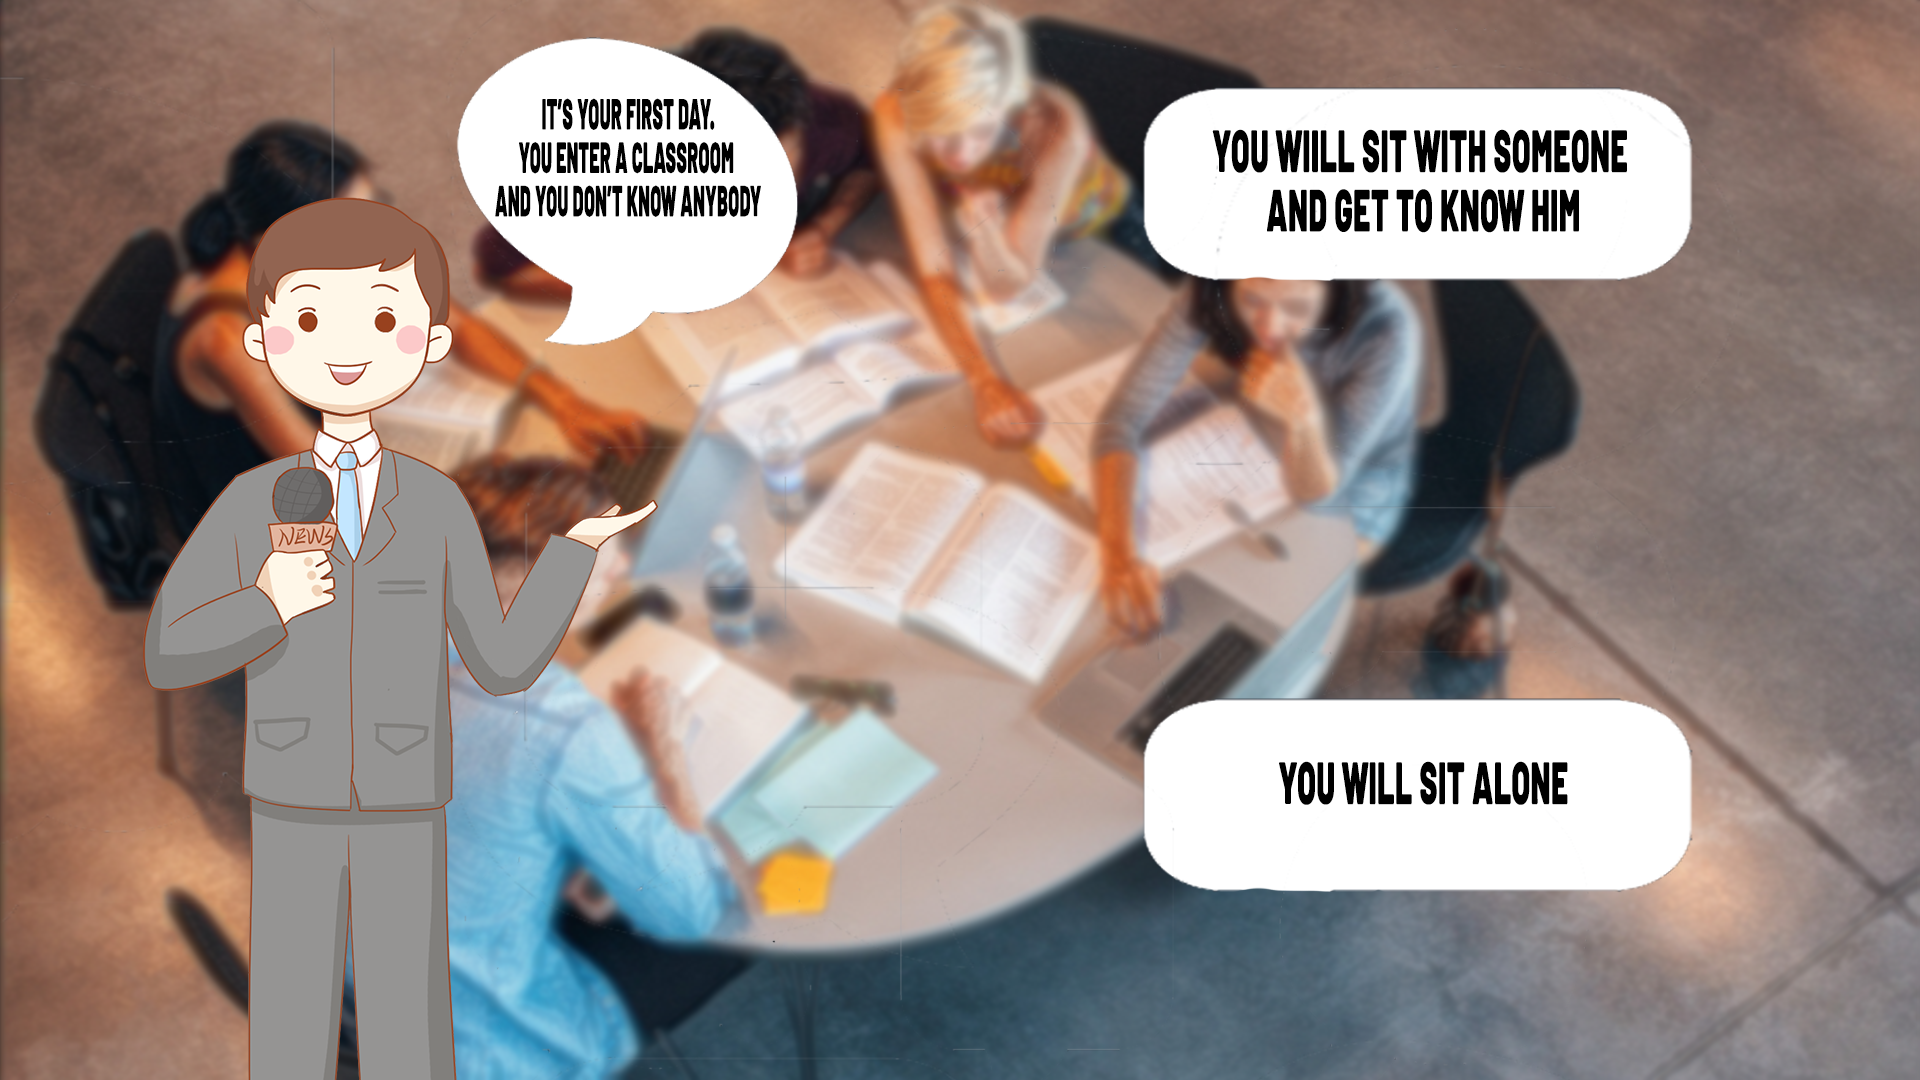 IT'S YOUR FIRST DAY.
YOU ENTER A CLASSROOM
AND YOU DON'T KNOW ANYBODY
YOU WIILL SIT WITH SOMEONE
AND GET TO KNOW HIM
NEWS
YOU WILL SIT ALONE